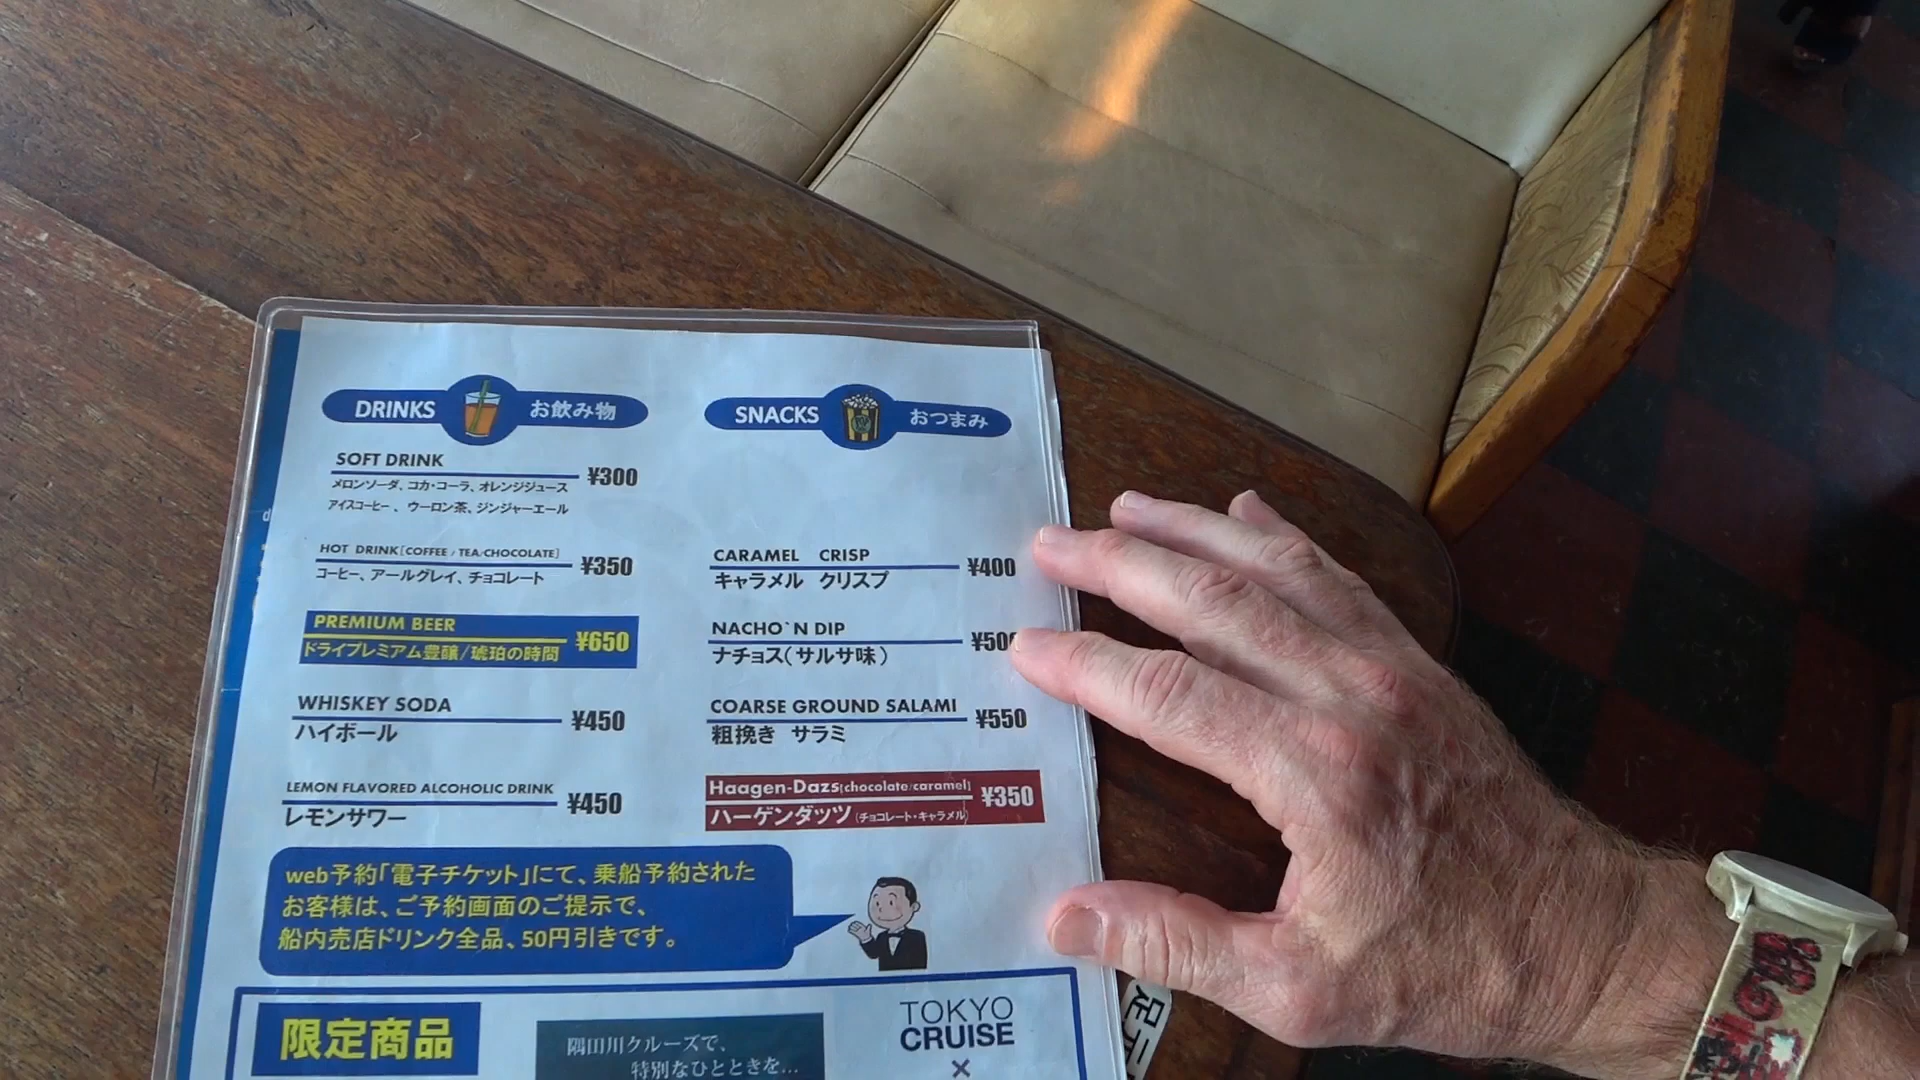 DRINKS お飲み物
SOFT DRINK ¥300
メロンソーダ、コカ・コーラ、オレンジジュース
アイスコーヒー、ウーロン茶、ジンジャーエール
HOT DRINK[COFFEE / TEA/CHOCOLATE] ¥350
コーヒー、アールグレイ、チョコレート
PREMIUM BEER ¥650
ドライプレミアム豊醸/琥珀の時間
WHISKEY SODA ¥450
ハイボール
LEMON FLAVORED ALCOHOLIC DRINK ¥450
レモンサワー
SNACKS おつまみ
CARAMEL CRISP ¥400
キャラメル クリスプ
NACHO`N DIP
ナチョス(サルサ味)
COARSE GROUND SALAMI ¥550
粗挽き サラミ
Haagen-Dazs[chocolate/caramel] ¥350
ハーゲンダッツ(チョコレート・キャラメル)
web予約「電子チケット」にて、乗船予約された
お客様は、ご予約画面のご提示で、
船内売店ドリンク全品、50円引きです。
限定商品
隅田川クルーズで、
特別なひとときを...
TOKYO
CRUISE
×